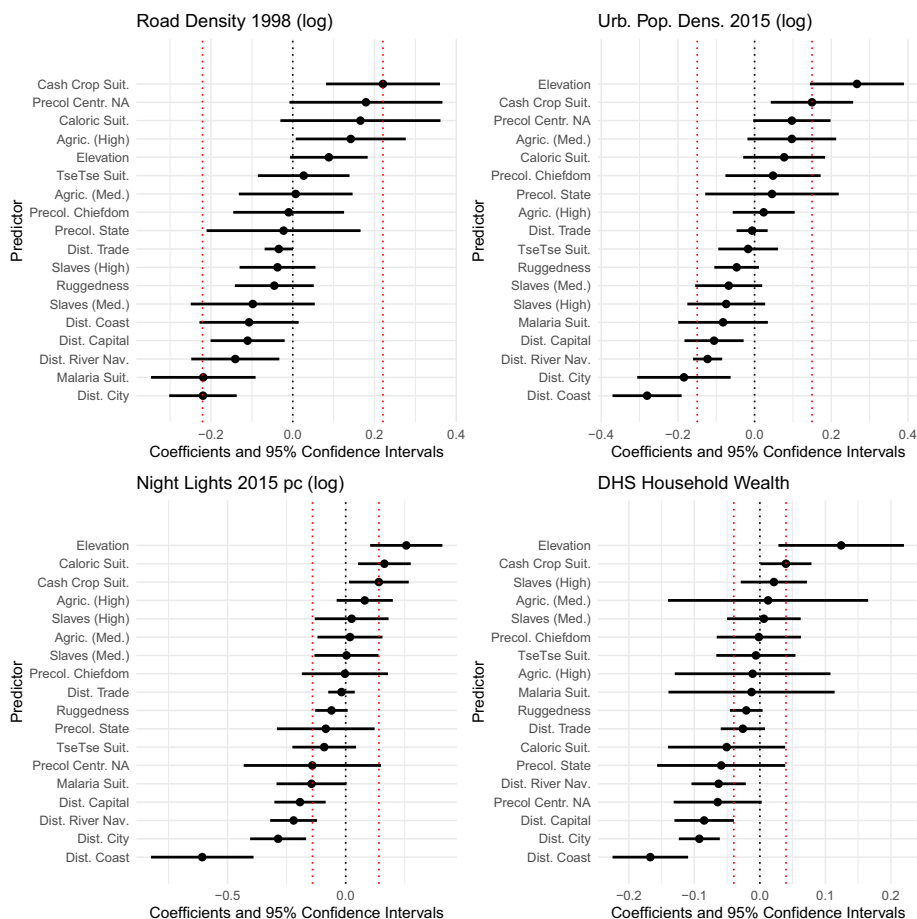 Road Density 1998 (log)
Predictor
Cash Crop Suit.
Precol Centr. NA
Caloric Suit.
Agric. (High)
Elevation
TseTse Suit.
Agric. (Med.)
Precol. Chiefdom
Precol. State
Dist. Trade
Slaves (High)
Ruggedness
Slaves (Med.)
Dist. Coast
Dist. Capital
Dist. River Nav.
Malaria Suit.
Dist. City
−0.2 0.0 0.2 0.4
Coefficients and 95% Confidence Intervals
Urb. Pop. Dens. 2015 (log)
Predictor
Elevation
Cash Crop Suit.
Precol Centr. NA
Agric. (Med.)
Caloric Suit.
Precol. Chiefdom
Precol. State
Agric. (High)
Dist. Trade
TseTse Suit.
Ruggedness
Slaves (Med.)
Slaves (High)
Malaria Suit.
Dist. Capital
Dist. River Nav.
Dist. City
Dist. Coast
−0.4 −0.2 0.0 0.2 0.4
Coefficients and 95% Confidence Intervals
Night Lights 2015 pc (log)
Predictor
Elevation
Caloric Suit.
Cash Crop Suit.
Agric. (High)
Slaves (High)
Agric. (Med.)
Slaves (Med.)
Precol. Chiefdom
Dist. Trade
Ruggedness
Precol. State
TseTse Suit.
Precol Centr. NA
Malaria Suit.
Dist. Capital
Dist. River Nav.
Dist. City
Dist. Coast
−0.5 0.0
Coefficients and 95% Confidence Intervals
DHS Household Wealth
Predictor
Elevation
Cash Crop Suit.
Slaves (High)
Agric. (Med.)
Slaves (Med.)
Precol. Chiefdom
TseTse Suit.
Agric. (High)
Malaria Suit.
Ruggedness
Dist. Trade
Caloric Suit.
Precol. State
Dist. River Nav.
Precol Centr. NA
Dist. Capital
Dist. City
Dist. Coast
−0.2 −0.1 0.0 0.1 0.2
Coefficients and 95% Confidence Intervals